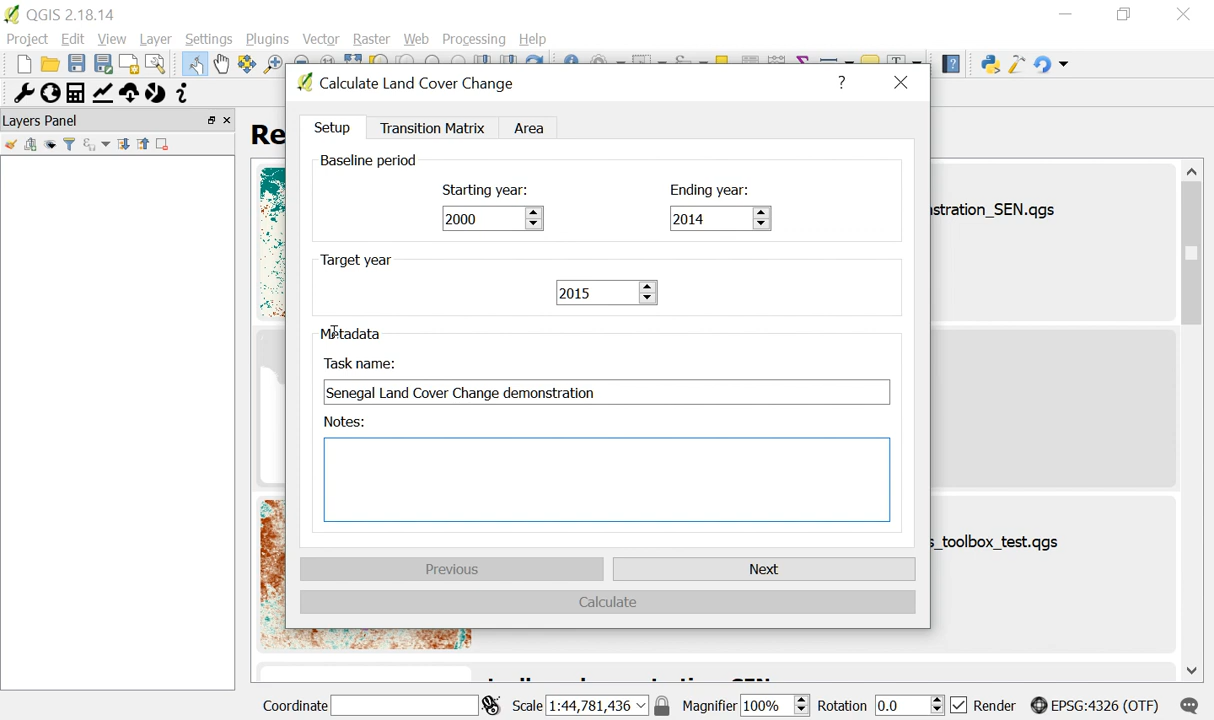 QGIS 2.18.14
Project Edit View Layer Settings Plugins Vector Raster Web Processing Help
Calculate Land Cover Change ?
Layers Panel
Re
Setup Transition Matrix Area
Baseline period
Starting year: Ending year:
2000 2014
stration_SEN.qgs
Target year
2015
Metadata
Task name:
Senegal Land Cover Change demonstration
Notes:
s_toolbox_test.qgs
Previous Next
Calculate
Coordinate Scale 1:44,781,436 Magnifier 100% Rotation 0.0 Render EPSG:4326 (OTF)